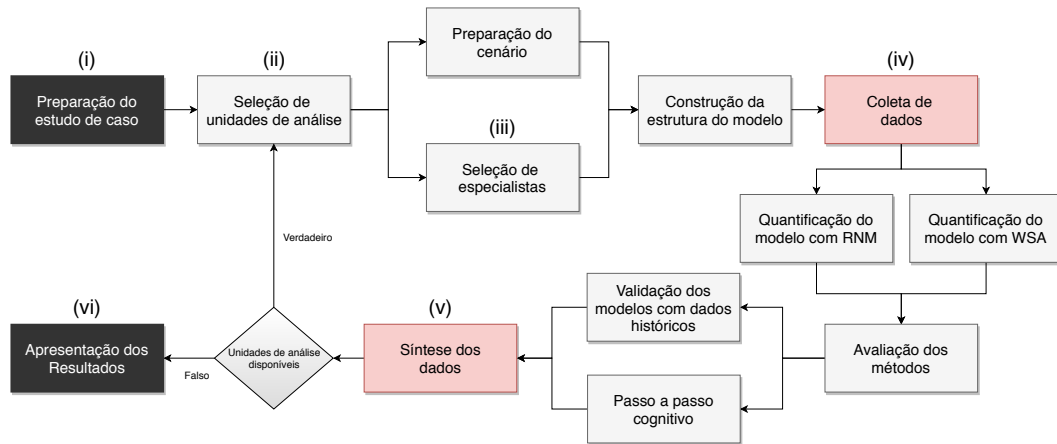 (i)
Preparação do
estudo de caso
(ii)
Seleção de
unidades de análise
Preparação do
cenário
(iii)
Seleção de
especialistas
Construção da
estrutura do modelo
(iv)
Coleta de
dados
Quantificação do
modelo com RNM
Quantificação do
modelo com WSA
Avaliação dos
métodos
Validação dos
modelos com dados
históricos
Passo a passo
cognitivo
(v)
Síntese dos
dados
Unidades de análise
disponíveis
Verdadeiro
Falso
(vi)
Apresentação dos
Resultados